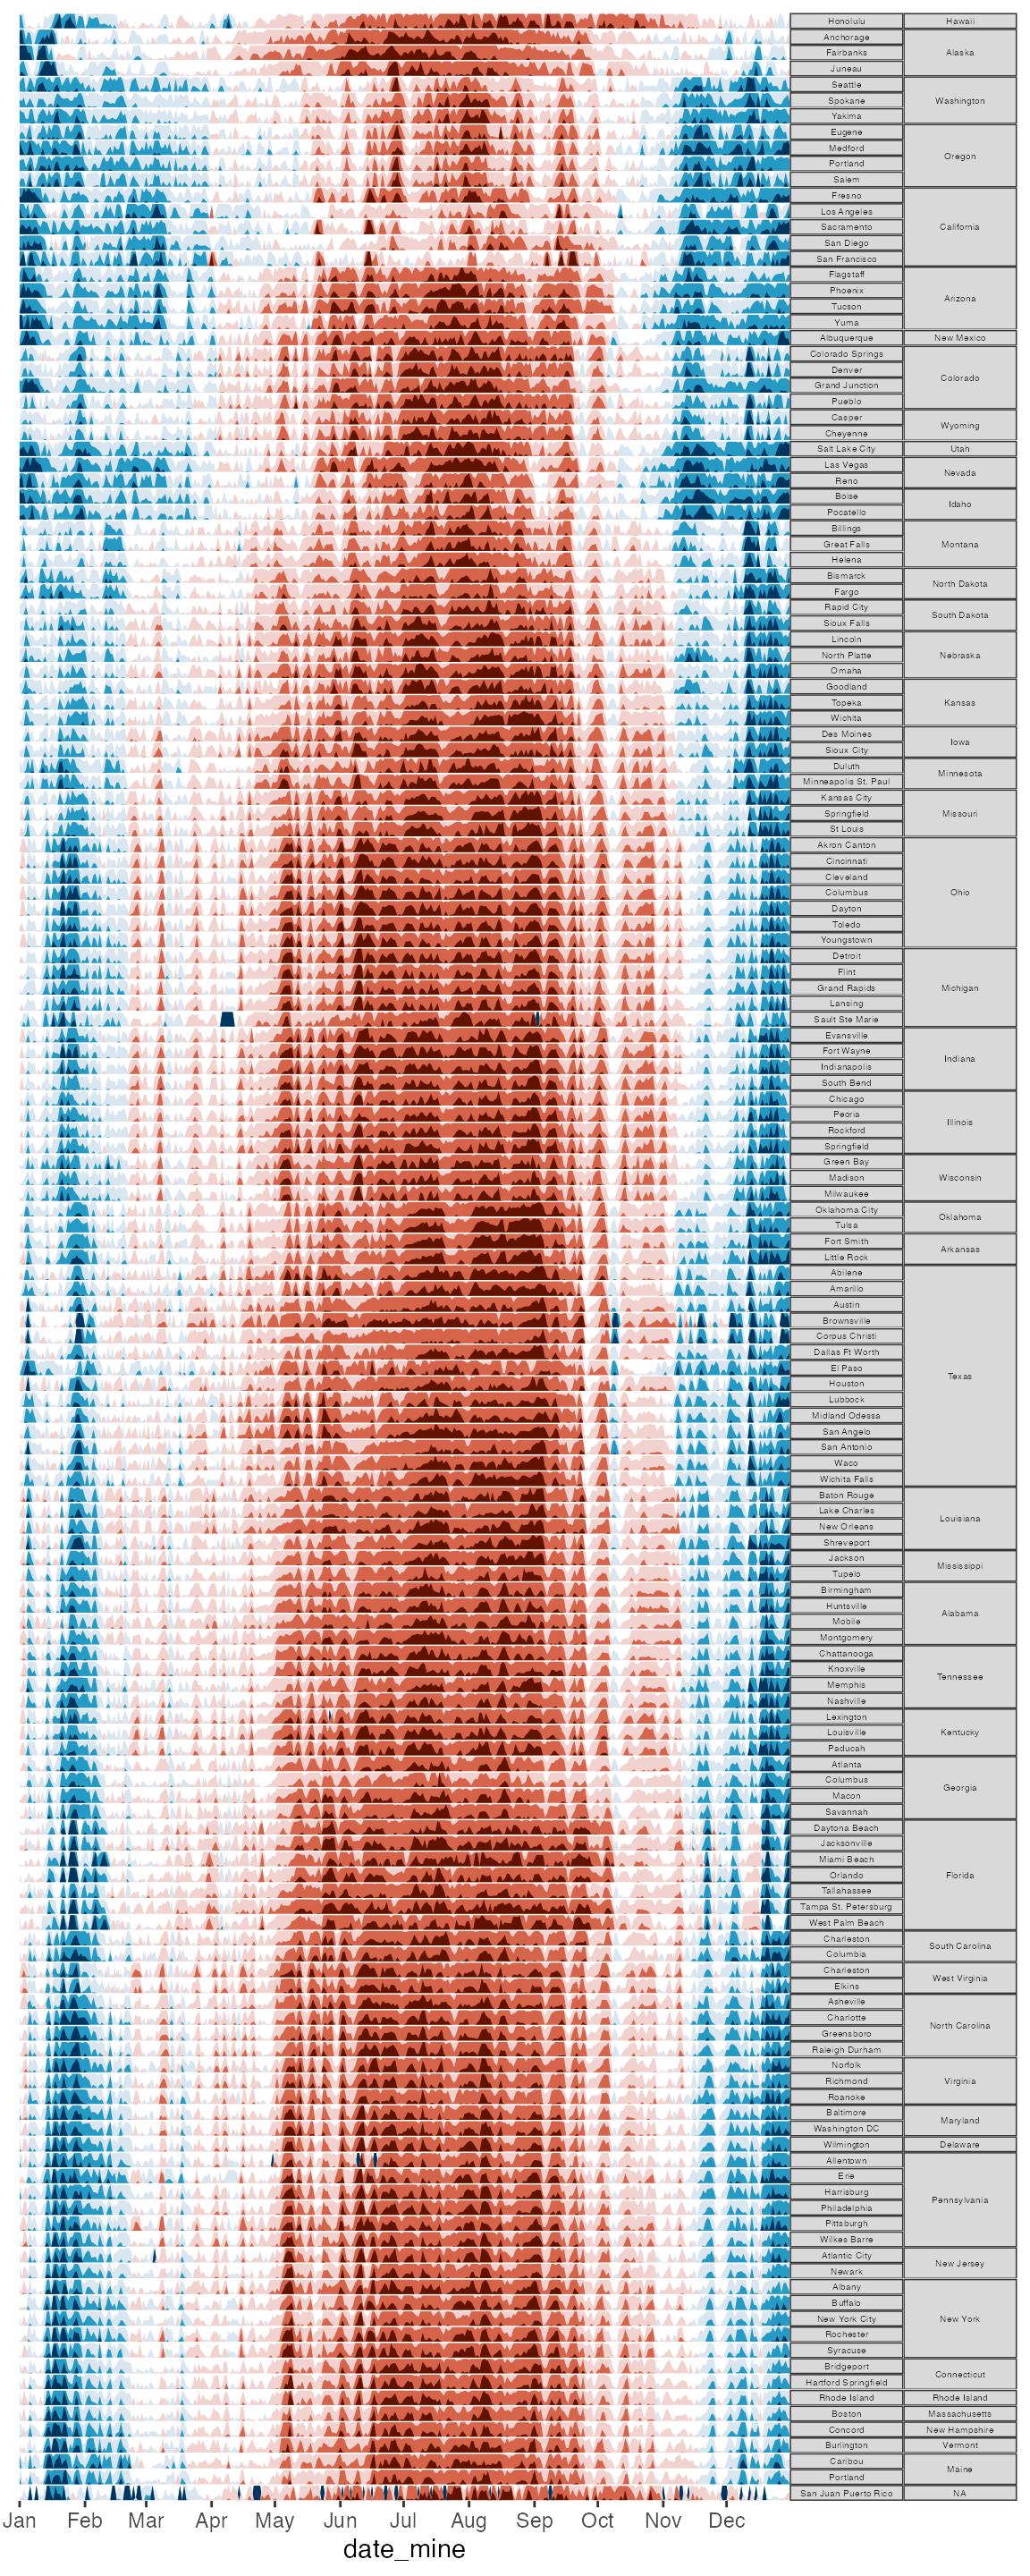 Honolulu Hawaii
Anchorage
Fairbanks Alaska
Juneau
Seattle
Spokane Washington
Yakima
Eugene
Medford
Oregon
Portland
Salem
Fresno
Los Angeles
Sacramento California
San Diego
San Francisco
Flagstaff
Phoenix
Arizona
Tucson
Yuma
Albuquerque New Mexico
Colorado Springs
Denver
Colorado
Grand Junction
Pueblo
Casper
Wyoming
Cheyenne
Salt Lake City Utah
Las Vegas
Nevada
Reno
Boise
Idaho
Pocatello
Billings
Great Falls Montana
Helena
Bismarck
North Dakota
Fargo
Rapid City
South Dakota
Sioux Falls
Lincoln
North Platte Nebraska
Omaha
Goodland
Topeka Kansas
Wichita
Des Moines
Iowa
Sioux City
Duluth
Minnesota
Minneapolis St. Paul
Kansas City
Springfield Missouri
St Louis
Akron Canton
Cincinnati
Cleveland
Columbus Ohio
Dayton
Toledo
Youngstown
Detroit
Flint
Grand Rapids Michigan
Lansing
Sault Ste Marie
Evansville
Fort Wayne
Indiana
Indianapolis
South Bend
Chicago
Peoria
Illinois
Rockford
Springfield
Green Bay
Madison Wisconsin
Milwaukee
Oklahoma City
Oklahoma
Tulsa
Fort Smith
Arkansas
Little Rock
Abilene
Amarillo
Austin
Brownsville
Corpus Christi
Dallas Ft Worth
El Paso
Texas
Houston
Lubbock
Midland Odessa
San Angelo
San Antonio
Waco
Wichita Falls
Baton Rouge
Lake Charles
Louisiana
New Orleans
Shreveport
Jackson
Mississippi
Tupelo
Birmingham
Huntsville
Alabama
Mobile
Montgomery
Chattanooga
Knoxville
Tennessee
Memphis
Nashville
Lexington
Louisville Kentucky
Paducah
Atlanta
Columbus
Georgia
Macon
Savannah
Daytona Beach
Jacksonville
Miami Beach
Orlando Florida
Tallahassee
Tampa St. Petersburg
West Palm Beach
Charleston
South Carolina
Columbia
Charleston
West Virginia
Elkins
Asheville
Charlotte
North Carolina
Greensboro
Raleigh Durham
Norfolk
Richmond Virginia
Roanoke
Baltimore
Maryland
Washington DC
Wilmington Delaware
Allentown
Erie
Harrisburg
Pennsylvania
Philadelphia
Pittsburgh
Wilkes Barre
Atlantic City
New Jersey
Newark
Albany
Buffalo
New York City New York
Rochester
Syracuse
Bridgeport
Connecticut
Hartford Springfield
Rhode Island Rhode Island
Boston Massachusetts
Concord New Hampshire
Burlington Vermont
Caribou
Maine
Portland
San Juan Puerto Rico NA
Jan Feb Mar Apr May Jun Jul Aug Sep Oct Nov Dec
date_mine